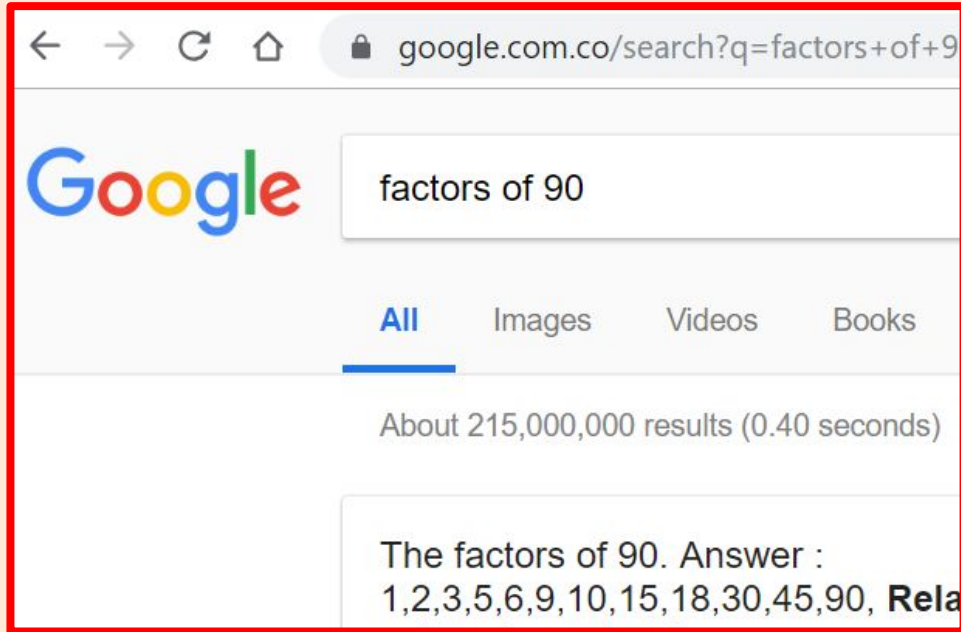 google.com.co/search?q=factors+of+9
Google
factors of 90
All Images Videos Books
About 215,000,000 results (0.40 seconds)
The factors of 90. Answer :
1,2,3,5,6,9,10,15,18,30,45,90, Rela